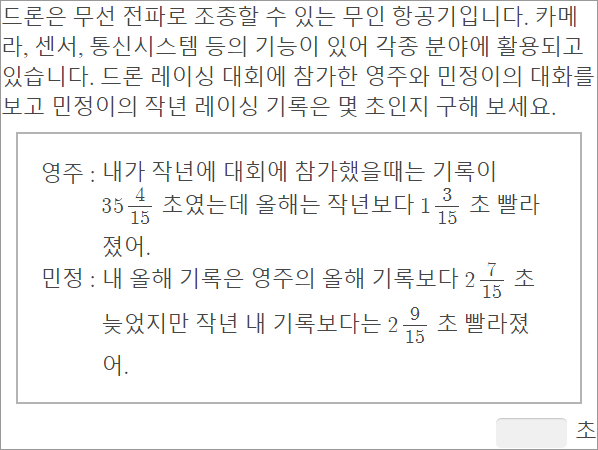 드론은 무선 전파로 조종할 수 있는 무인 항공기입니다. 카메
라, 센서, 통신시스템 등의 기능이 있어 각종 분야에 활용되고
있습니다. 드론 레이싱 대회에 참가한 영주와 민정이의 대화를
보고 민정이의 작년 레이싱 기록은 몇 초인지 구해 보세요.
영주 : 내가 작년에 대회에 참가했을때는 기록이
35 4/15 초였는데 올해는 작년보다 1 3/15 초 빨라
졌어.
민정 : 내 올해 기록은 영주의 올해 기록보다 2 7/15 초
늦었지만 작년 내 기록보다는 2 9/15 초 빨라졌
어.
초